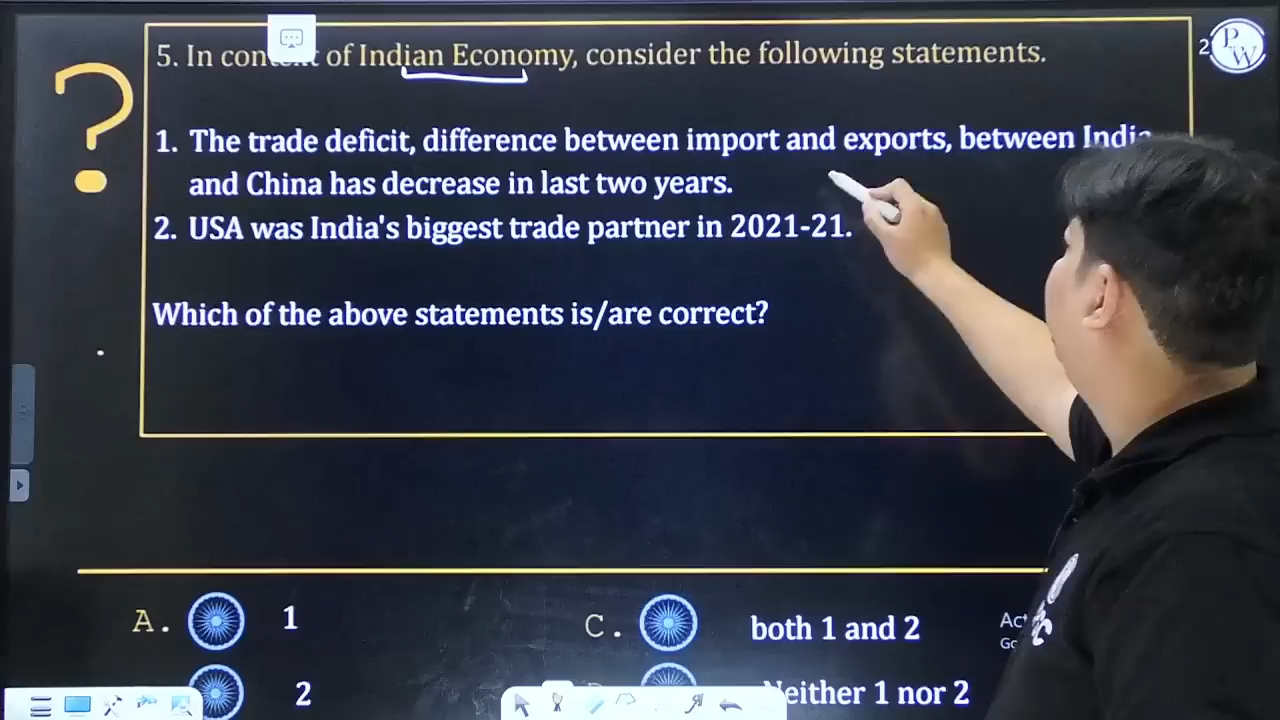 5. In of Indian Economy, consider the following statements.
2
PW
1. The trade deficit, difference between import and exports, between India
and China has decrease in last two years.
2. USA was India's biggest trade partner in 2021-21.
Which of the above statements is/are correct?
A. 1
C. both 1 and 2
2
Neither 1 nor 2